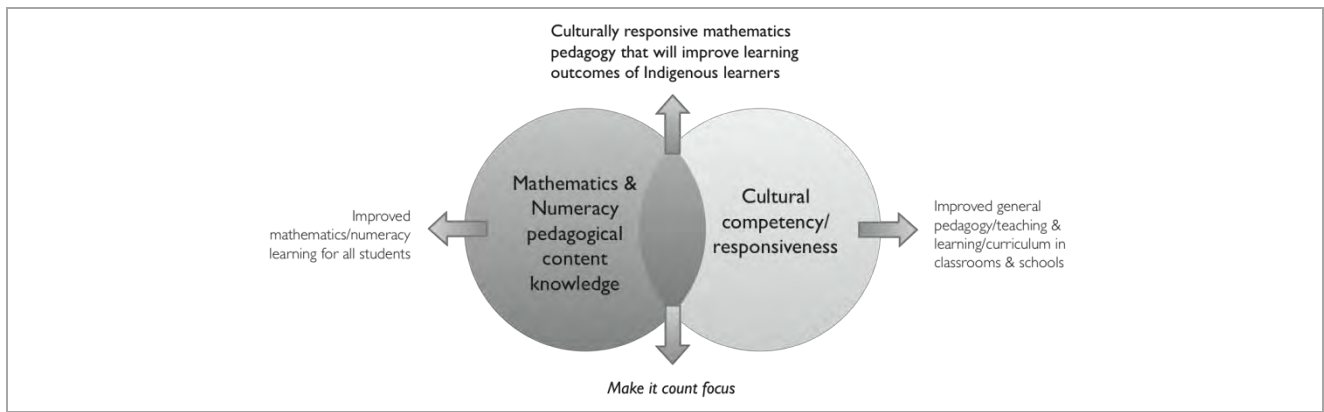 Culturally responsive mathematics
pedagogy that will improve learning
outcomes of Indigenous learners
Mathematics &
Numeracy
pedagogical
content
knowledge
Cultural
competency/
responsiveness
Improved
mathematics/numeracy
learning for all students
Improved general
pedagogy/teaching &
learning/curriculum in
classrooms & schools
Make it count focus